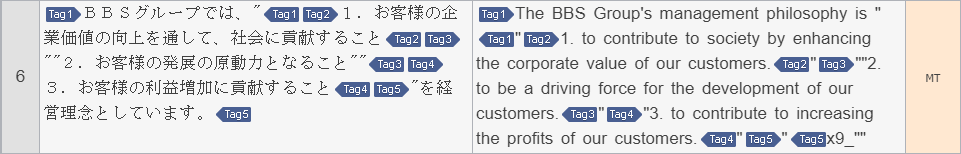 6
Tag1 ＢＢＳグループでは、"Tag1 Tag2 １．お客様の企
業価値の向上を通して、社会に貢献すること Tag2 Tag3
""２．お客様の発展の原動力となること"" Tag3 Tag4
３．お客様の利益増加に貢献すること Tag4 Tag5 "を経
営理念としています。 Tag5
Tag1 The BBS Group's management philosophy is "
Tag1 " Tag2 1. to contribute to society by enhancing
the corporate value of our customers. Tag2 " Tag3 ""2.
to be a driving force for the development of our
customers. Tag3 " Tag4 "3. to contribute to increasing
the profits of our customers. Tag4 " Tag5 " Tag5 x9_""
MT